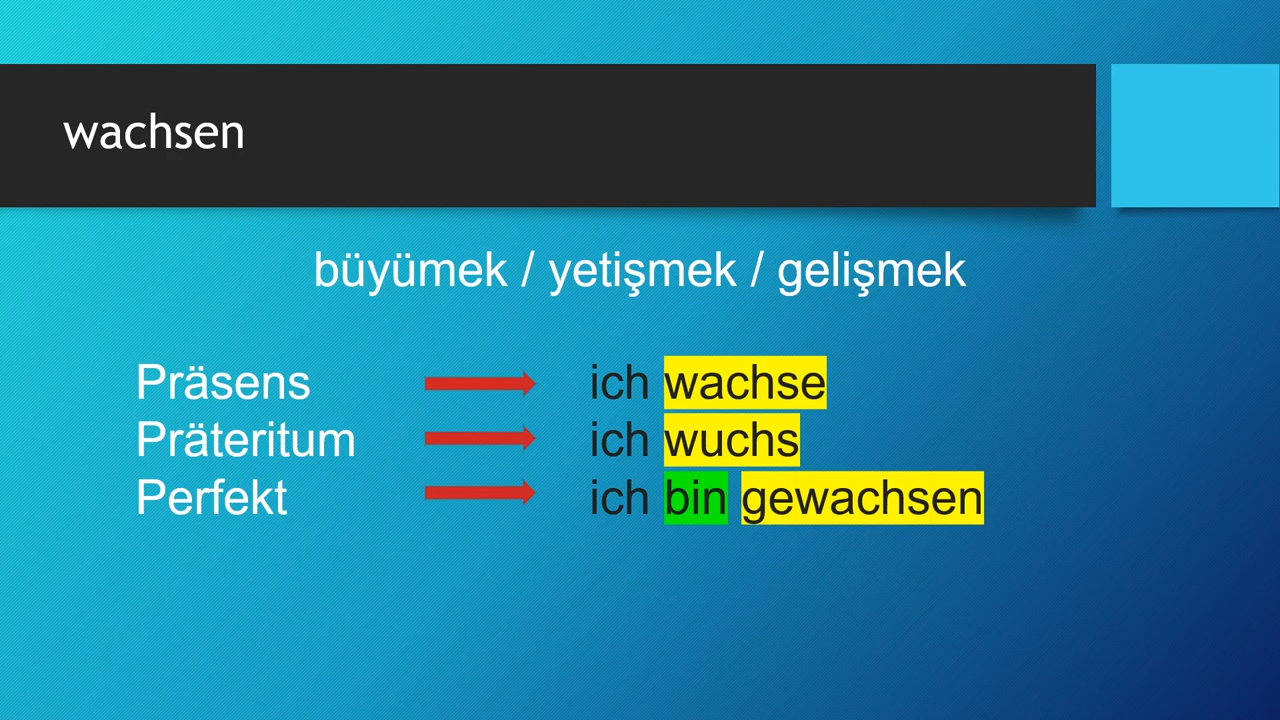 wachsen
büyümek / yetişmek / gelişmek
Präsens ich wachse
Präteritum ich wuchs
Perfekt ich bin gewachsen